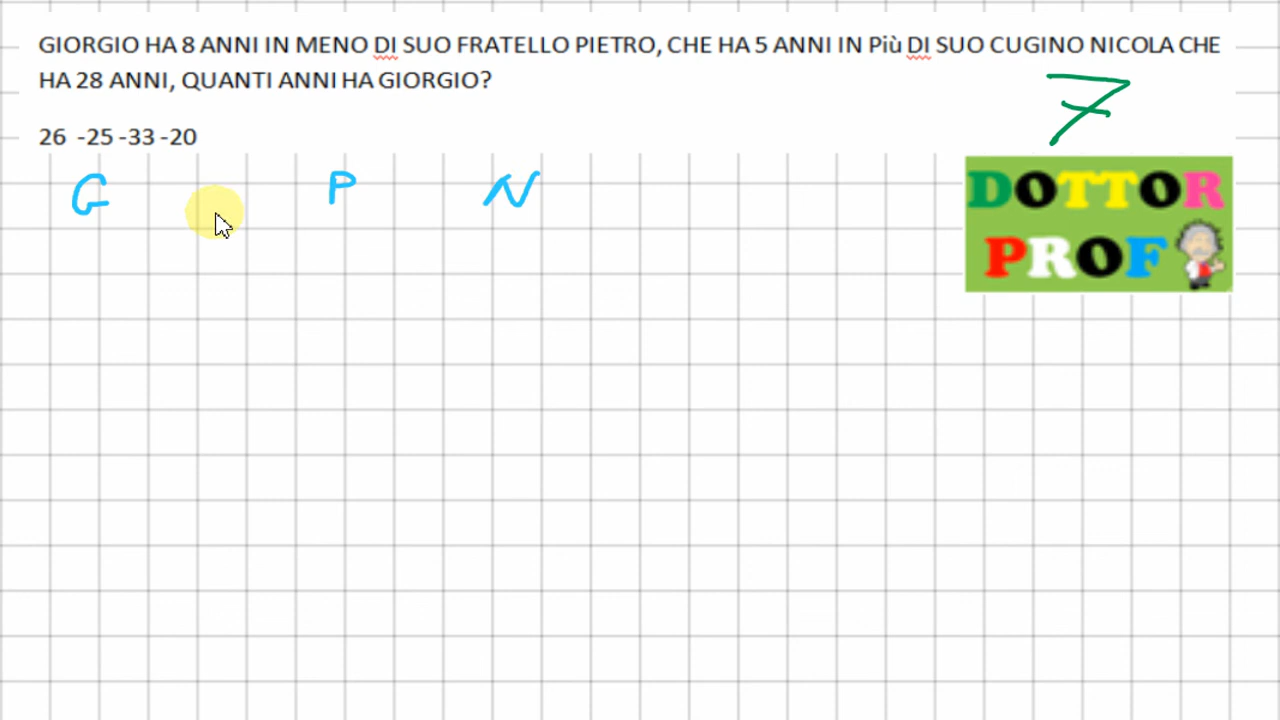 GIORGIO HA 8 ANNI IN MENO DI SUO FRATELLO PIETRO, CHE HA 5 ANNI IN Più DI SUO CUGINO NICOLA CHE
HA 28 ANNI, QUANTI ANNI HA GIORGIO?
7
26 -25 -33 -20
G P N
DOTTOR
PROF